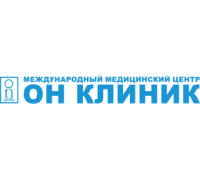 МЕЖДУНАРОДНЫЙ МЕДИЦИНСКИЙ ЦЕНТР
ОН КЛИНИК